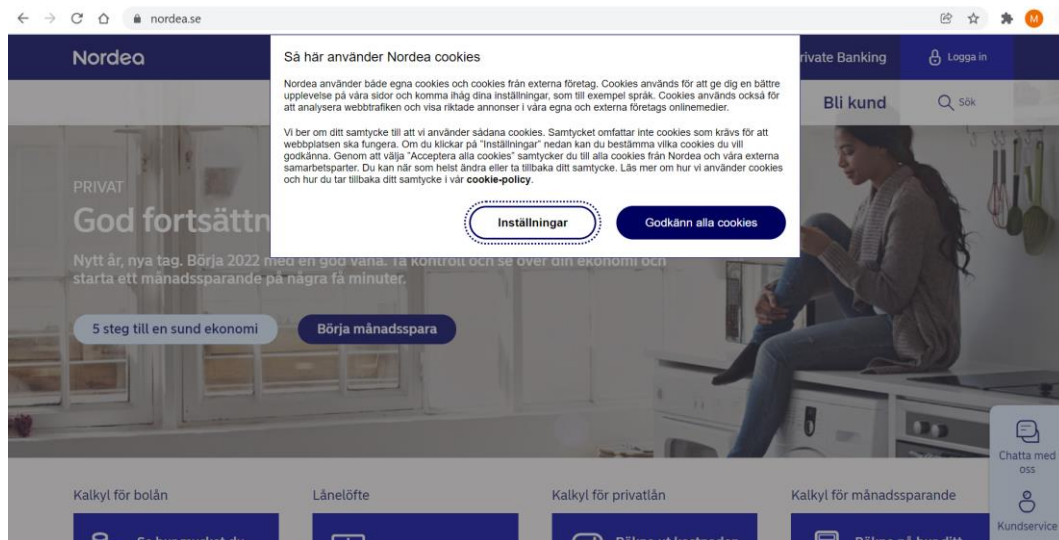 nordea.se
M
Nordea
rivate Banking
Logga in
Bli kund
Sök
Så här använder Nordea cookies
Nordea använder både egna cookies och cookies från externa företag. Cookies används för att ge dig en bättre
upplevelse på våra sidor och komma ihåg dina inställningar, som till exempel språk. Cookies används också för
att analysera webbtrafiken och visa riktade annonser i våra egna och externa företags onlinemedier.
Vi ber om ditt samtycke till att vi använder sådana cookies. Samtycket omfattar inte cookies som krävs för att
webbplatsen ska fungera. Om du klickar på "Inställningar" nedan kan du bestämma vilka cookies du vill
godkänna. Genom att välja "Acceptera alla cookies" samtycker du till alla cookies från Nordea och våra externa
samarbetsparter. Du kan när som helst ändra eller ta tillbaka ditt samtycke. Läs mer om hur vi använder cookies
och hur du tar tillbaka ditt samtycke i vår cookie-policy.
Inställningar
Godkänn alla cookies
PRIVAT
God fortsättn
Nytt år, nya tag. Börja 2022 med en god vana. Ta kontroll och se över din ekonomi och
starta ett månadssparande på några få minuter.
5 steg till en sund ekonomi
Börja månadsspara
Chatta med
oss
Kundservice
Kalkyl för bolån
Lånelöfte
Kalkyl för privatlån
Kalkyl för månadssparande